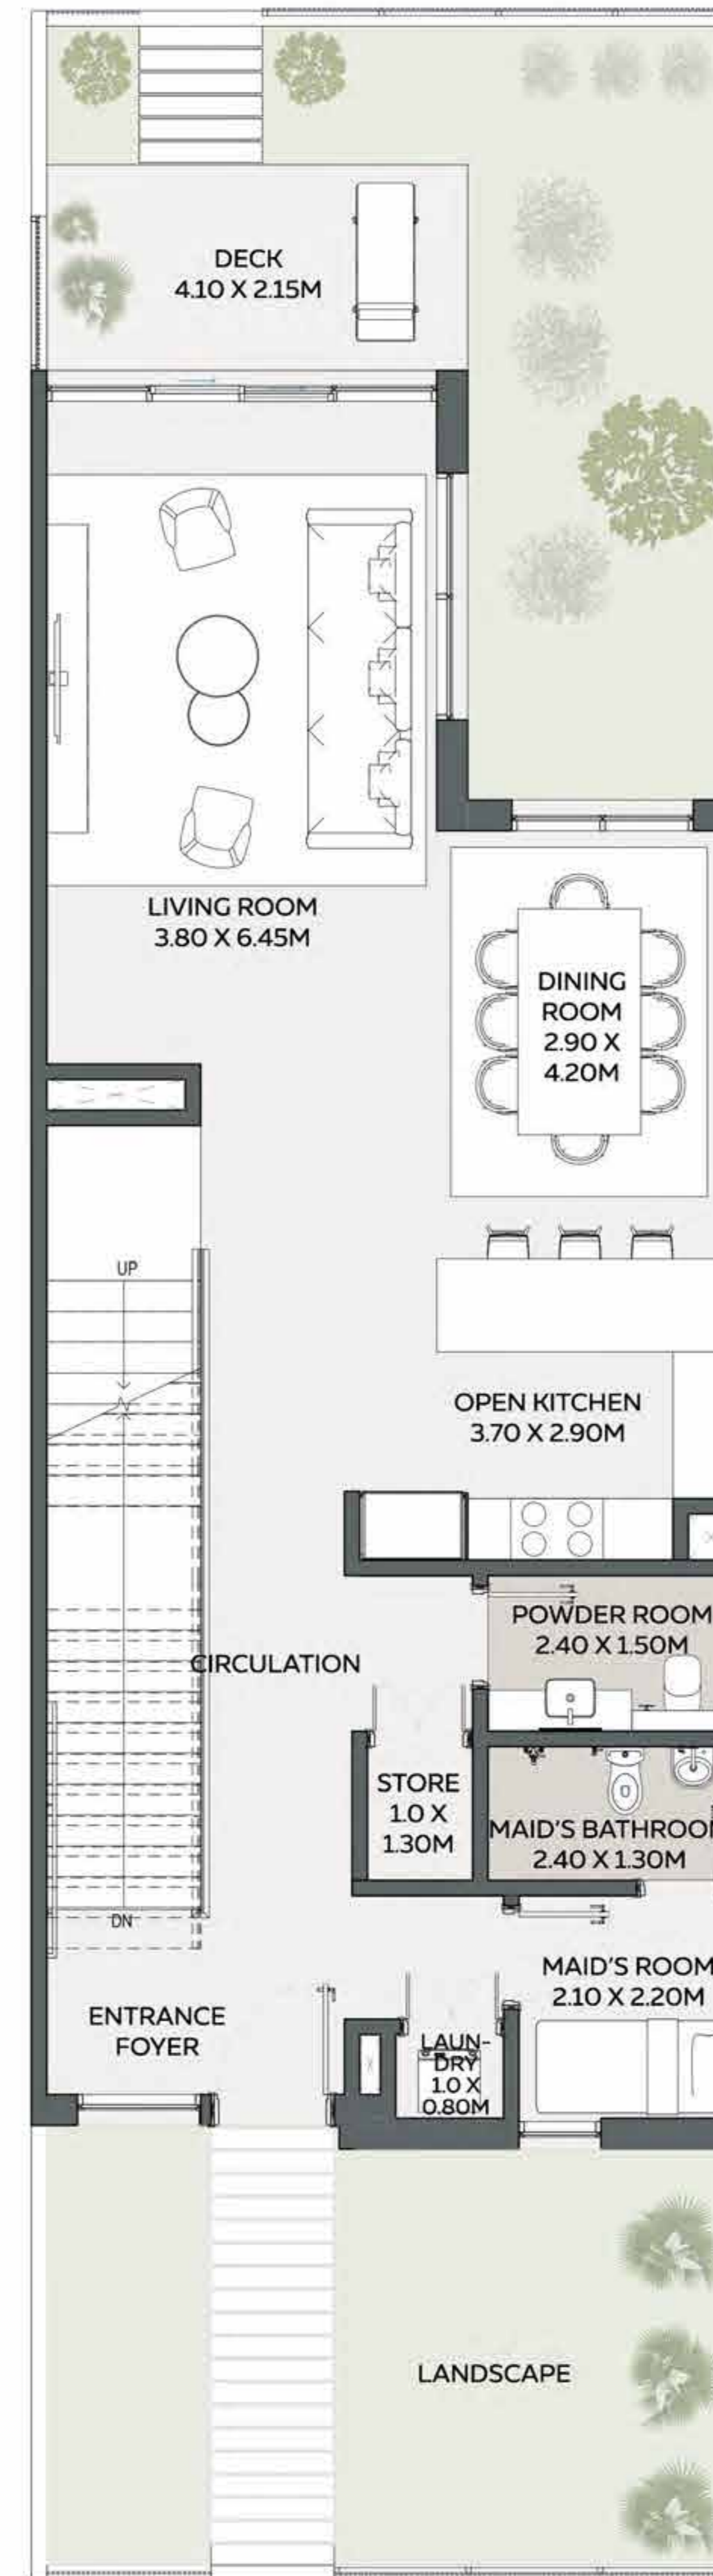 DECK
4.10 X 2.15M
LIVING ROOM
3.80 X 6.45M
DINING
ROOM
2.90 X
4.20M
UP
OPEN KITCHEN
3.70 X 2.90M
POWDER ROOM
2.40 X 1.50M
CIRCULATION
STORE
1.0 X
1.30M
MAID'S BATHROO
2.40 X 1.30M
DN
MAID'S ROOM
2.10 X 2.20M
ENTRANCE
FOYER
LAUN-
DRY
1.0 X
0.80M
LANDSCAPE